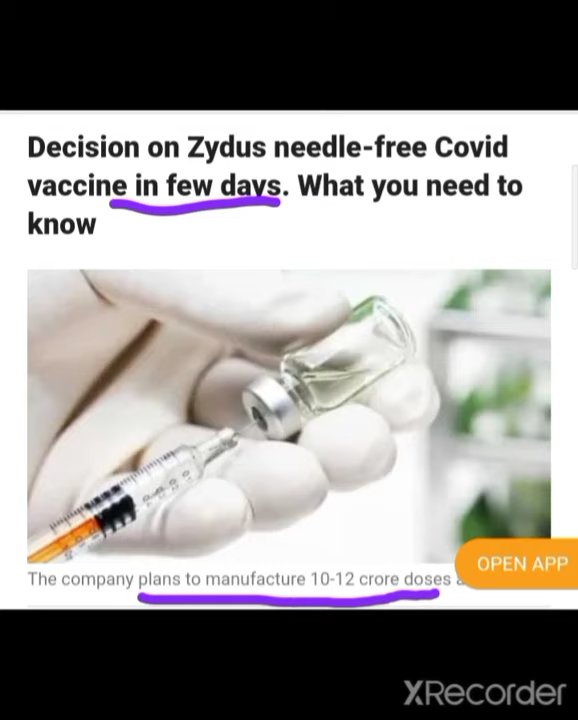 Decision on Zydus needle-free Covid
vaccine in few days. What you need to
know
The company plans to manufacture 10-12 crore doses
OPEN APP
XRecorder